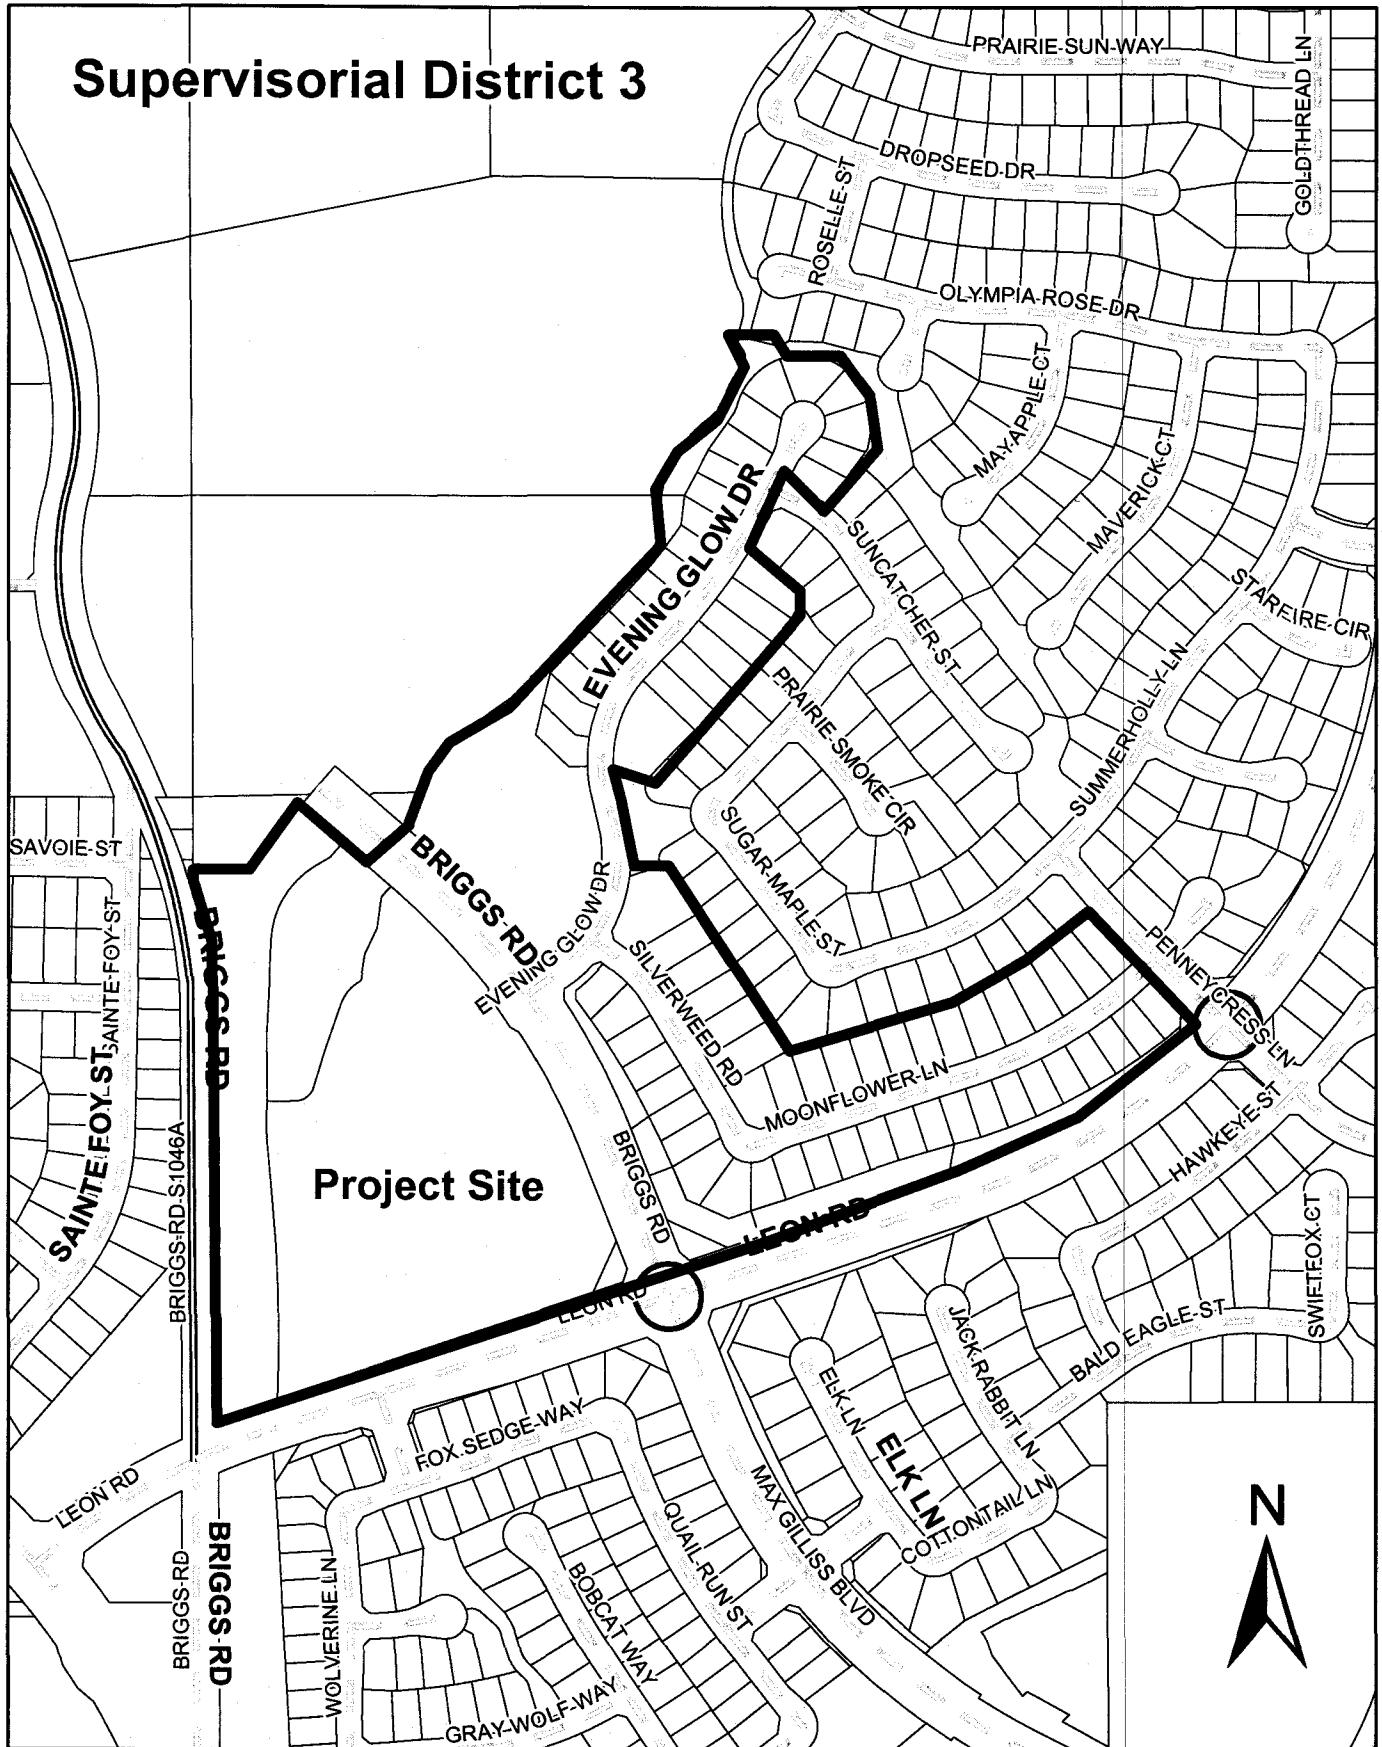 Supervisorial District 3
PRAIRIE SUN WAY
GOLDTHREAD LN
DROPSEED DR
ROSELLE ST
OLYMPIA ROSE DR
MAYAPPLE CT
MAVERICK CT
EVENING GLOW DR
SUNCATCHER ST
STARFIRE CIR
PRAIRIE SMOKE CIR
SUMMERHOLLY LN
SUGAR MAPLE ST
SAVOIE ST
BRIGGS RD
SAINTE FOY ST
BRIGGS RD
EVENING GLOW DR
SILVERWEED RD
PENNEYCRESS LN
SAINTE FOY ST
BRIGGS RD S1046A
MOONFLOWER LN
HAWKEYE ST
BRIGGS RD
Project Site
LEON RD
LEON RD
SWIFTFOX CT
JACK RABBIT LN
BALD EAGLE ST
ELK LN
ELK LN
FOX SEDGE WAY
LEON RD
MAX GILLISS BLVD
COTTONTAIL LN
QUAIL RUN ST
BRIGGS RD
BRIGGS RD
WOLVERINE LN
BOBCAT WAY
GRAY WOLF WAY
N